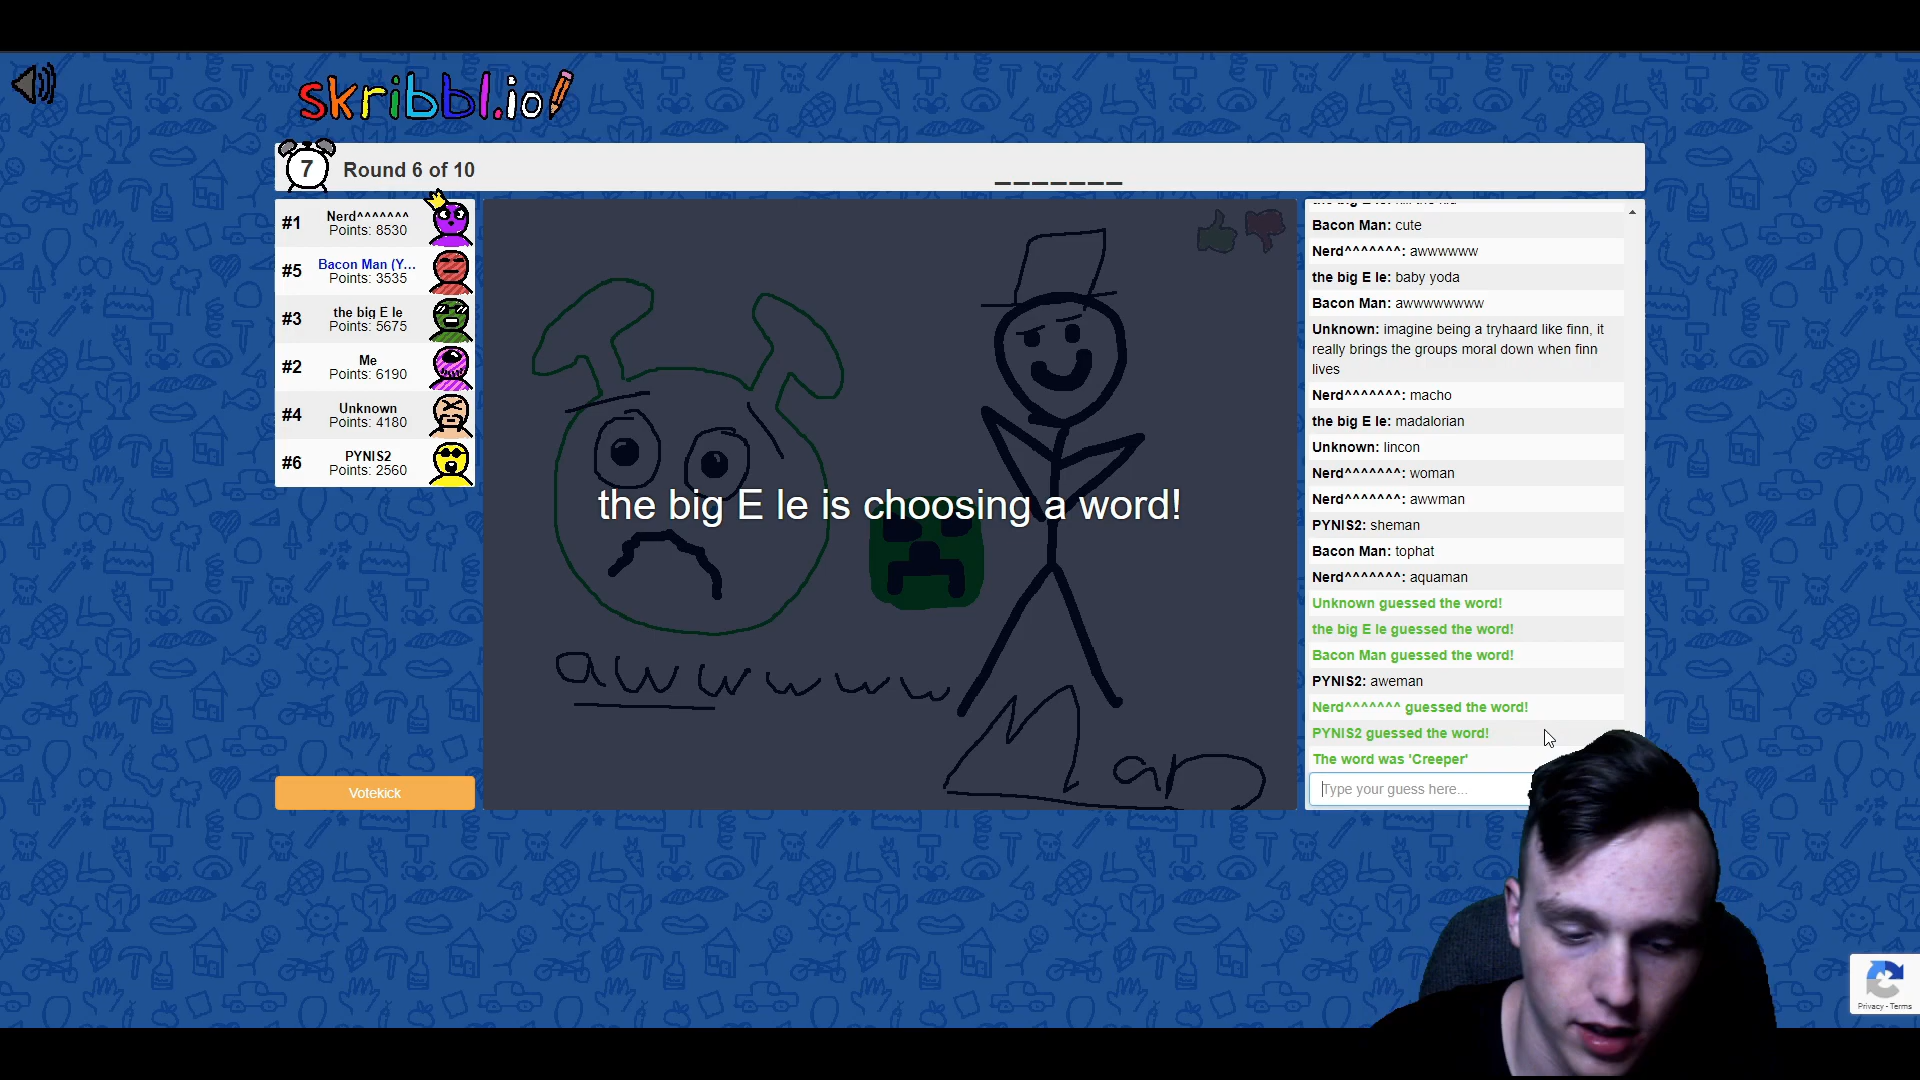 skribbl.io
7
Round 6 of 10
_______
#1
Nerd^^^^^^^
Points: 8530
#5
Bacon Man (Y...
Points: 3535
#3
the big E le
Points: 5675
#2
Me
Points: 6190
#4
Unknown
Points: 4180
#6
PYNIS2
Points: 2560
Votekick
the big E le is choosing a word!
awwwwww
Man
Bacon Man: cute
Nerd^^^^^^^: awwwwww
the big E le: baby yoda
Bacon Man: awwwwwwww
Unknown: imagine being a tryhaard like finn, it
really brings the groups moral down when finn
lives
Nerd^^^^^^^: macho
the big E le: madalorian
Unknown: lincon
Nerd^^^^^^^: woman
Nerd^^^^^^^: awwman
PYNIS2: sheman
Bacon Man: tophat
Nerd^^^^^^^: aquaman
Unknown guessed the word!
the big E le guessed the word!
Bacon Man guessed the word!
PYNIS2: aweman
Nerd^^^^^^^ guessed the word!
PYNIS2 guessed the word!
The word was 'Creeper'
Type your guess here...
Privacy - Terms